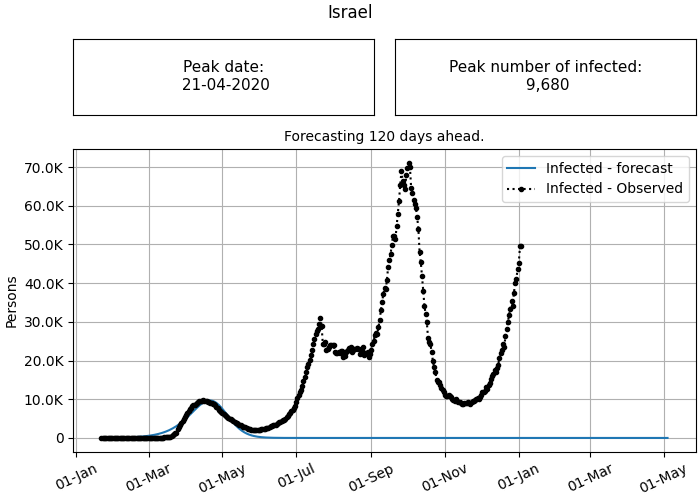 Israel
Peak date:
21-04-2020
Peak number of infected:
9,680
Forecasting 120 days ahead.
Infected - forecast
Infected - Observed
70.0K
60.0K
50.0K
40.0K
30.0K
20.0K
10.0K
0
Persons
01-Jan
01-Mar
01-May
01-Jul
01-Sep
01-Nov
01-Jan
01-Mar
01-May